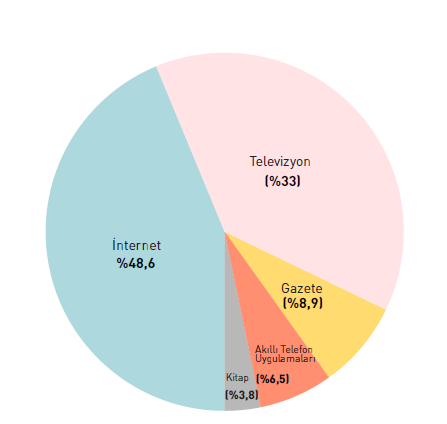 Televizyon
(%33)
İnternet
%48,6
Gazete
(%8,9)
Akıllı Telefon
Uygulamaları
(%6,5)
Kitap
(%3,8)